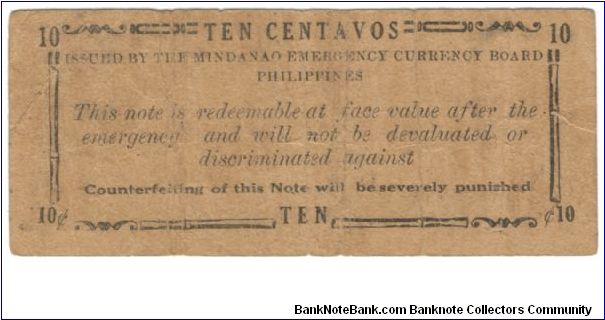 10 TEN CENTAVOS 10
ISSUED BY THE MINDANAO EMERGENCY CURRENCY BOARD
PHILIPPINES
This note is redeemable at face value after the
emergency and will not be devaluated or
discriminated against
Counterfeiting of this Note will be severely punished
10¢ TEN ¢10
BankNoteBank.com Banknote Collectors Community